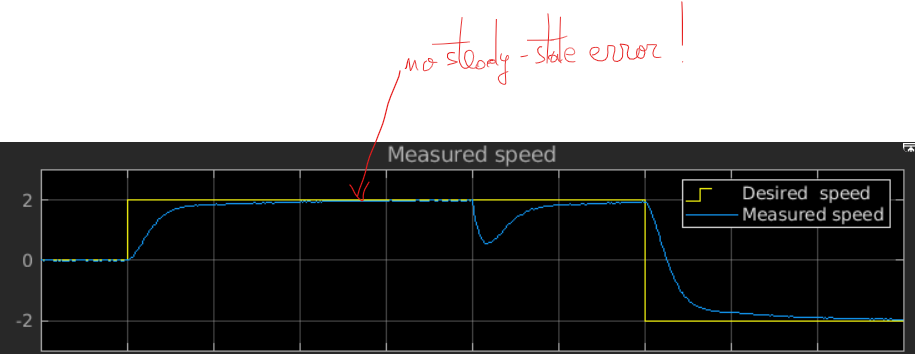 no steady-state error!
Measured speed
2
0
-2
Desired speed
Measured speed